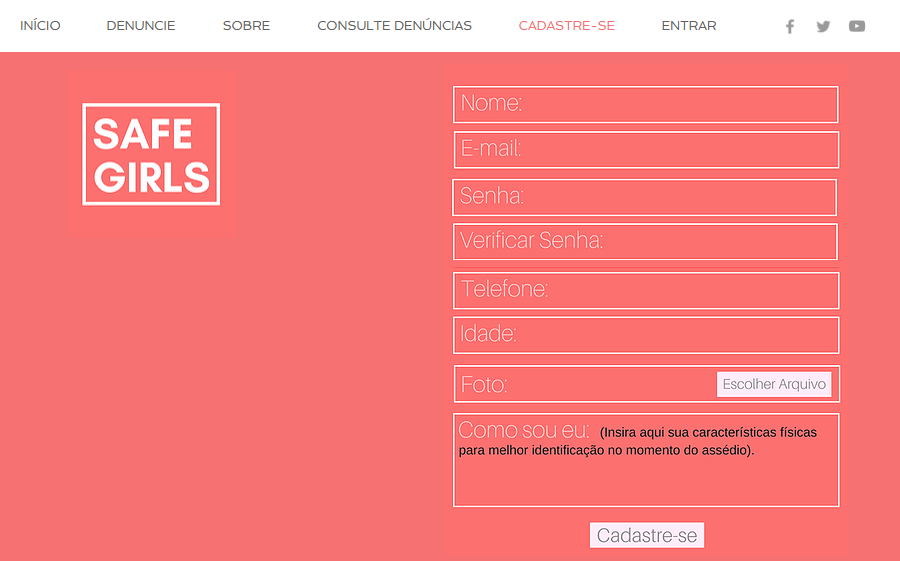 INÍCIO DENUNCIE SOBRE CONSULTE DENÚNCIAS CADASTRE-SE ENTRAR
SAFE
GIRLS
Nome:
E-mail:
Senha:
Verificar Senha:
Telefone:
Idade:
Foto: Escolher Arquivo
Como sou eu: (Insira aqui sua características físicas
para melhor identificação no momento do assédio).
Cadastre-se